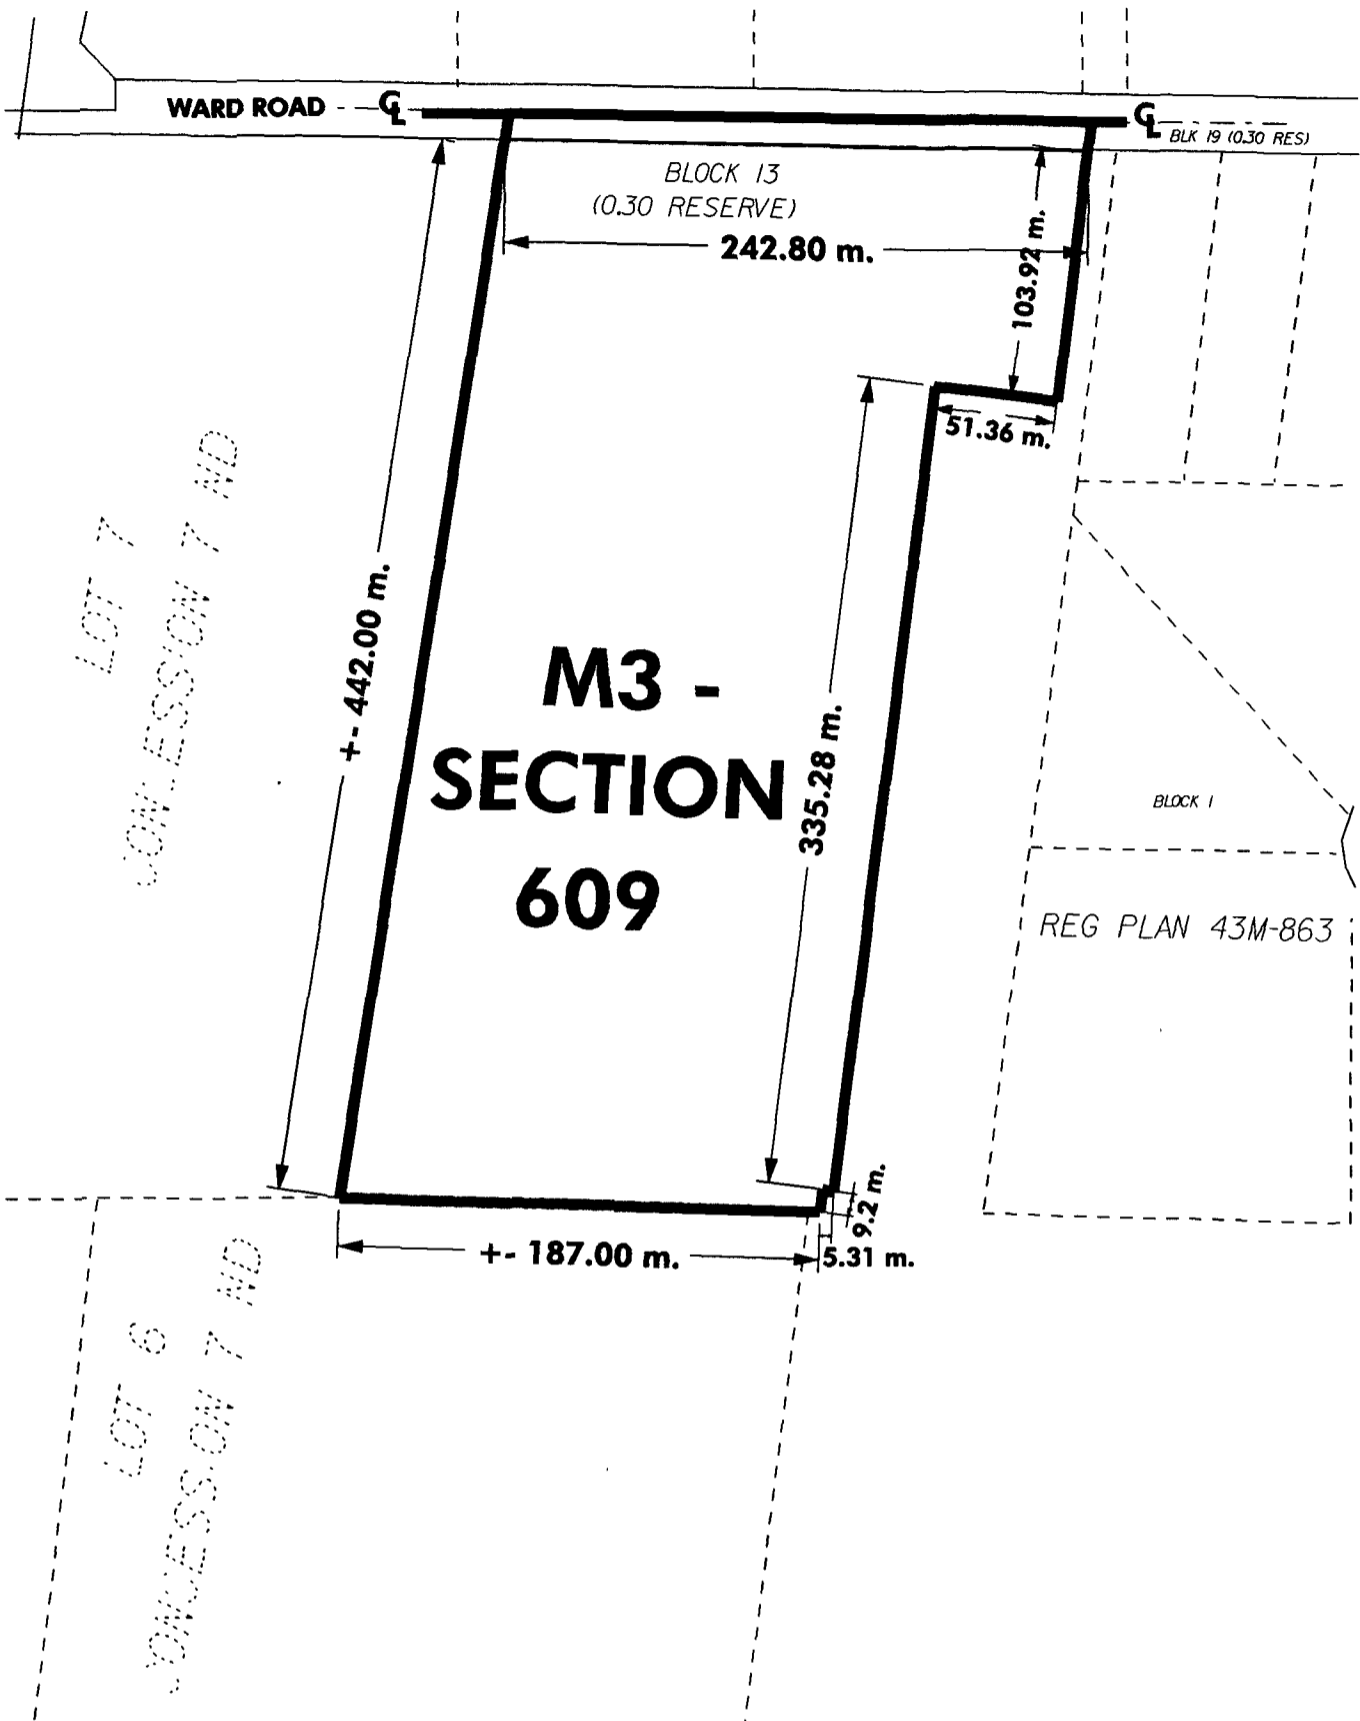 WARD ROAD
BLK 19 (0.30 RES)
BLOCK 13
(0.30 RESERVE)
242.80 m.
103.92 m.
51.36 m.
LOT 7
CONCESSION 7 ND
+- 442.00 m.
M3 -
SECTION
609
335.28 m.
BLOCK 1
REG PLAN 43M-863
9.2 m.
+- 187.00 m.
5.31 m.
LOT 6
CONCESSION 7 ND